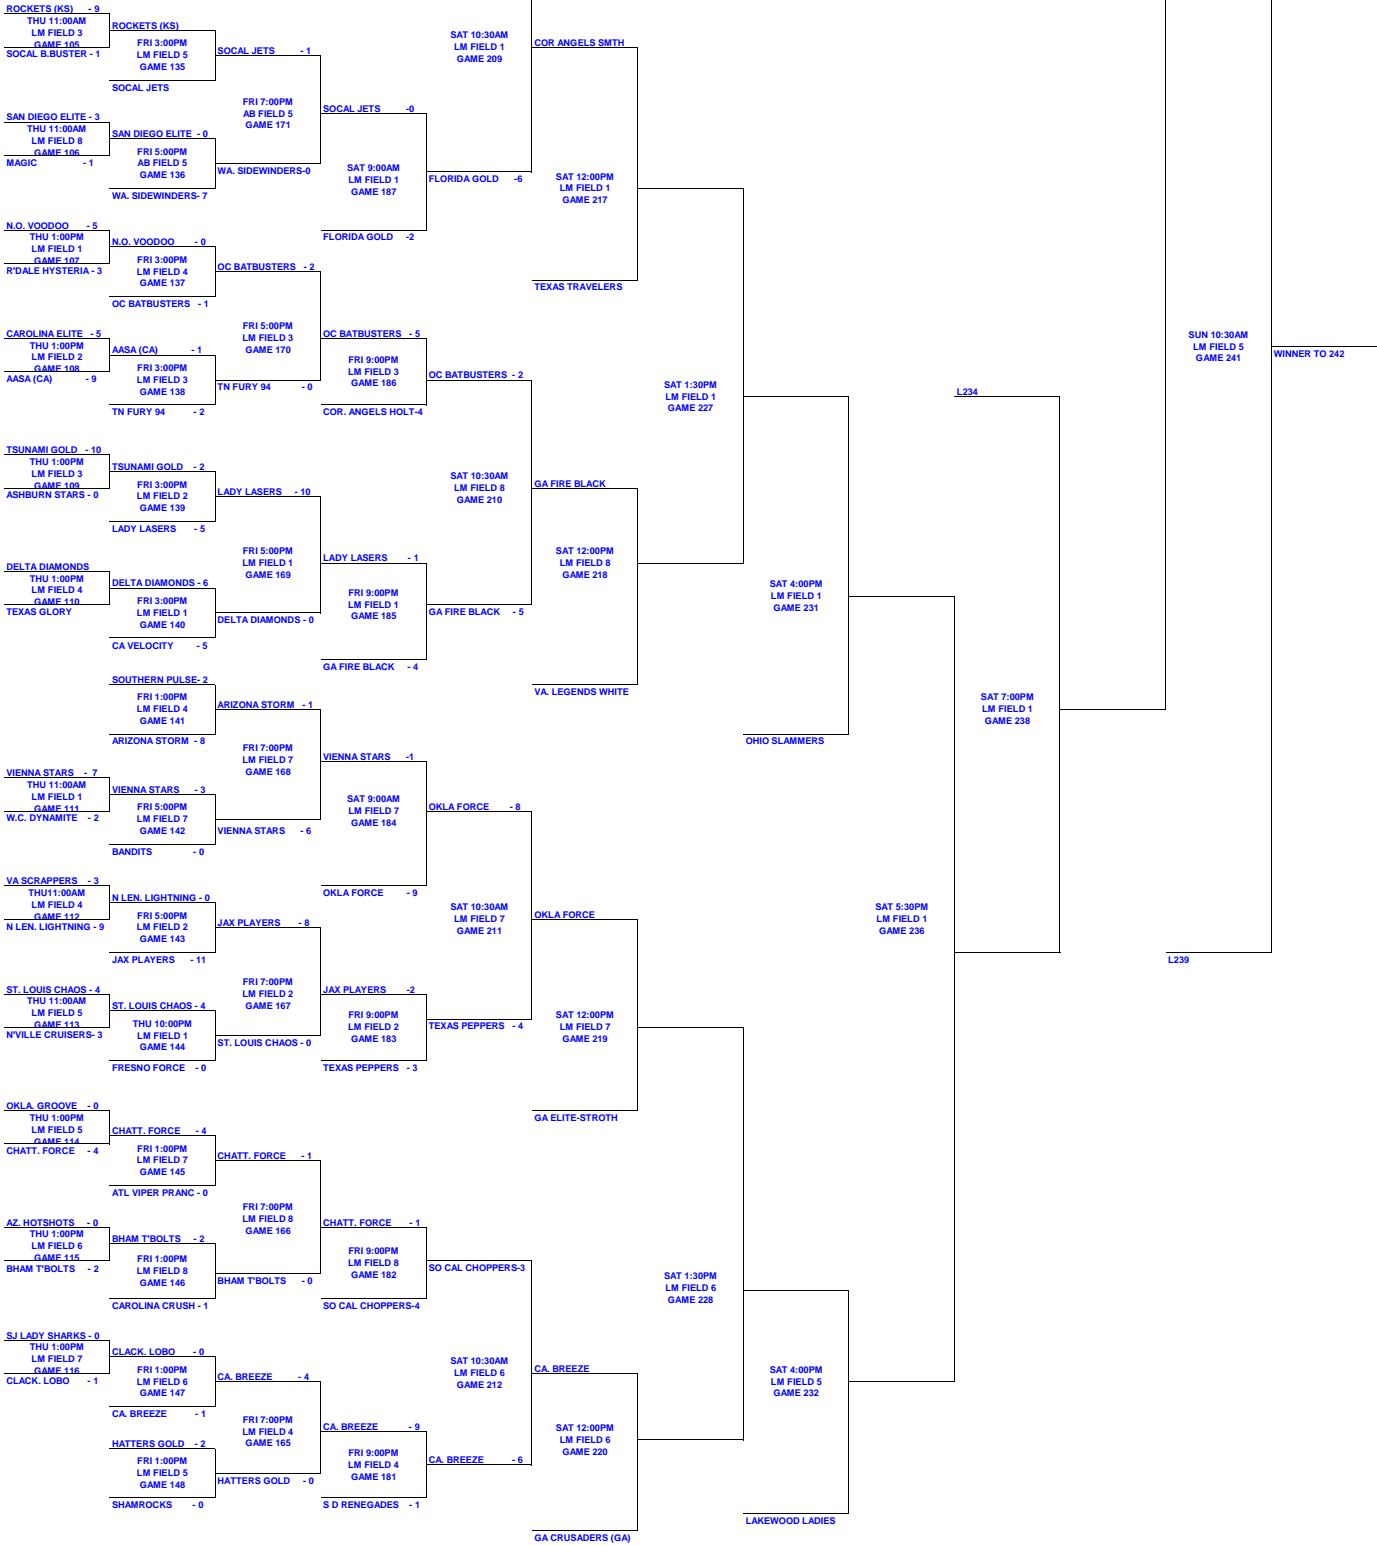 ROCKETS (KS) - 9
THU 11:00AM
LM FIELD 3
GAME 105
SOCAL B.BUSTER - 1
SAN DIEGO ELITE - 3
THU 11:00AM
LM FIELD 8
GAME 106
MAGIC - 1
N.O. VOODOO - 5
THU 1:00PM
LM FIELD 1
GAME 107
R'DALE HYSTERIA - 3
CAROLINA ELITE - 5
THU 1:00PM
LM FIELD 2
GAME 108
AASA (CA) - 9
TSUNAMI GOLD - 10
THU 1:00PM
LM FIELD 3
GAME 109
ASHBURN STARS - 0
DELTA DIAMONDS
THU 1:00PM
LM FIELD 4
GAME 110
TEXAS GLORY
VIENNA STARS - 7
THU 11:00AM
LM FIELD 1
GAME 111
W.C. DYNAMITE - 2
VA SCRAPPERS - 3
THU11:00AM
LM FIELD 4
GAME 112
N LEN. LIGHTNING - 9
ST. LOUIS CHAOS - 4
THU 11:00AM
LM FIELD 5
GAME 113
N'VILLE CRUISERS- 3
OKLA. GROOVE - 0
THU 1:00PM
LM FIELD 5
GAME 114
CHATT. FORCE - 4
AZ. HOTSHOTS - 0
THU 1:00PM
LM FIELD 6
GAME 115
BHAM T'BOLTS - 2
SJ LADY SHARKS - 0
THU 1:00PM
LM FIELD 7
GAME 116
CLACK. LOBO - 1
ROCKETS (KS)
FRI 3:00PM
LM FIELD 5
GAME 135
SOCAL JETS
SAN DIEGO ELITE - 0
FRI 5:00PM
AB FIELD 5
GAME 136
WA. SIDEWINDERS- 7
N.O. VOODOO - 0
FRI 3:00PM
LM FIELD 4
GAME 137
OC BATBUSTERS - 1
AASA (CA) - 1
FRI 3:00PM
LM FIELD 3
GAME 138
TN FURY 94 - 2
TSUNAMI GOLD - 2
FRI 3:00PM
LM FIELD 2
GAME 139
LADY LASERS - 5
DELTA DIAMONDS - 6
FRI 3:00PM
LM FIELD 1
GAME 140
CA VELOCITY - 5
SOUTHERN PULSE- 2
FRI 1:00PM
LM FIELD 4
GAME 141
ARIZONA STORM - 8
VIENNA STARS - 3
FRI 5:00PM
LM FIELD 7
GAME 142
BANDITS - 0
N LEN. LIGHTNING - 0
FRI 5:00PM
LM FIELD 2
GAME 143
JAX PLAYERS - 11
ST. LOUIS CHAOS - 4
THU 10:00PM
LM FIELD 1
GAME 144
FRESNO FORCE - 0
CHATT. FORCE - 4
FRI 1:00PM
LM FIELD 7
GAME 145
ATL VIPER PRANC - 0
BHAM T'BOLTS - 2
FRI 1:00PM
LM FIELD 8
GAME 146
CAROLINA CRUSH - 1
CLACK. LOBO - 0
FRI 1:00PM
LM FIELD 6
GAME 147
CA. BREEZE - 1
HATTERS GOLD - 2
FRI 1:00PM
LM FIELD 5
GAME 148
SHAMROCKS - 0
SOCAL JETS - 1
FRI 7:00PM
AB FIELD 5
GAME 171
WA. SIDEWINDERS-0
OC BATBUSTERS - 2
FRI 5:00PM
LM FIELD 3
GAME 170
TN FURY 94 - 0
LADY LASERS - 10
FRI 5:00PM
LM FIELD 1
GAME 169
DELTA DIAMONDS - 0
ARIZONA STORM - 1
FRI 7:00PM
LM FIELD 7
GAME 168
VIENNA STARS - 6
JAX PLAYERS - 8
FRI 7:00PM
LM FIELD 2
GAME 167
ST. LOUIS CHAOS - 0
CHATT. FORCE - 1
FRI 7:00PM
LM FIELD 8
GAME 166
BHAM T'BOLTS - 0
CA. BREEZE - 4
FRI 7:00PM
LM FIELD 4
GAME 165
HATTERS GOLD - 0
SOCAL JETS -0
SAT 9:00AM
LM FIELD 1
GAME 187
FLORIDA GOLD -2
OC BATBUSTERS - 5
FRI 9:00PM
LM FIELD 3
GAME 186
COR. ANGELS HOLT-4
LADY LASERS - 1
FRI 9:00PM
LM FIELD 1
GAME 185
GA FIRE BLACK - 4
VIENNA STARS -1
SAT 9:00AM
LM FIELD 7
GAME 184
OKLA FORCE - 9
JAX PLAYERS -2
FRI 9:00PM
LM FIELD 2
GAME 183
TEXAS PEPPERS - 3
CHATT. FORCE - 1
FRI 9:00PM
LM FIELD 8
GAME 182
SO CAL CHOPPERS-4
CA. BREEZE - 9
FRI 9:00PM
LM FIELD 4
GAME 181
S D RENEGADES - 1
SAT 10:30AM
LM FIELD 1
GAME 209
FLORIDA GOLD -6
OC BATBUSTERS - 2
SAT 10:30AM
LM FIELD 8
GAME 210
GA FIRE BLACK - 5
OKLA FORCE - 8
SAT 10:30AM
LM FIELD 7
GAME 211
TEXAS PEPPERS - 4
SO CAL CHOPPERS-3
SAT 10:30AM
LM FIELD 6
GAME 212
CA. BREEZE - 6
COR ANGELS SMTH
SAT 12:00PM
LM FIELD 1
GAME 217
TEXAS TRAVELERS
GA FIRE BLACK
SAT 12:00PM
LM FIELD 8
GAME 218
VA. LEGENDS WHITE
OKLA FORCE
SAT 12:00PM
LM FIELD 7
GAME 219
GA ELITE-STROTH
CA. BREEZE
SAT 12:00PM
LM FIELD 6
GAME 220
GA CRUSADERS (GA)
SAT 1:30PM
LM FIELD 1
GAME 227
SAT 1:30PM
LM FIELD 6
GAME 228
SAT 4:00PM
LM FIELD 1
GAME 231
OHIO SLAMMERS
SAT 4:00PM
LM FIELD 5
GAME 232
LAKEWOOD LADIES
SAT 5:30PM
LM FIELD 1
GAME 236
L234
SAT 7:00PM
LM FIELD 1
GAME 238
SUN 10:30AM
LM FIELD 5
GAME 241
L239
WINNER TO 242